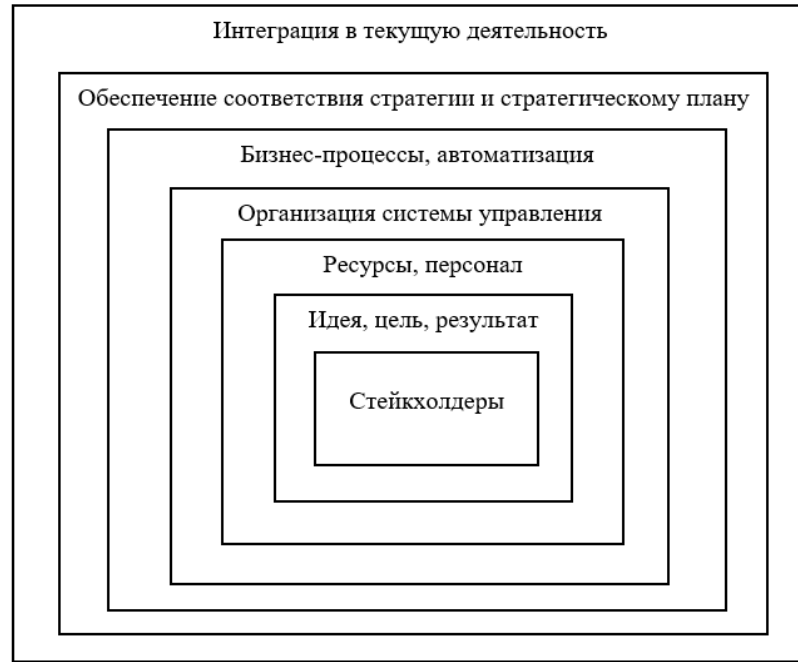 Интеграция в текущую деятельность
Обеспечение соответствия стратегии и стратегическому плану
Бизнес-процессы, автоматизация
Организация системы управления
Ресурсы, персонал
Идея, цель, результат
Стейкхолдеры